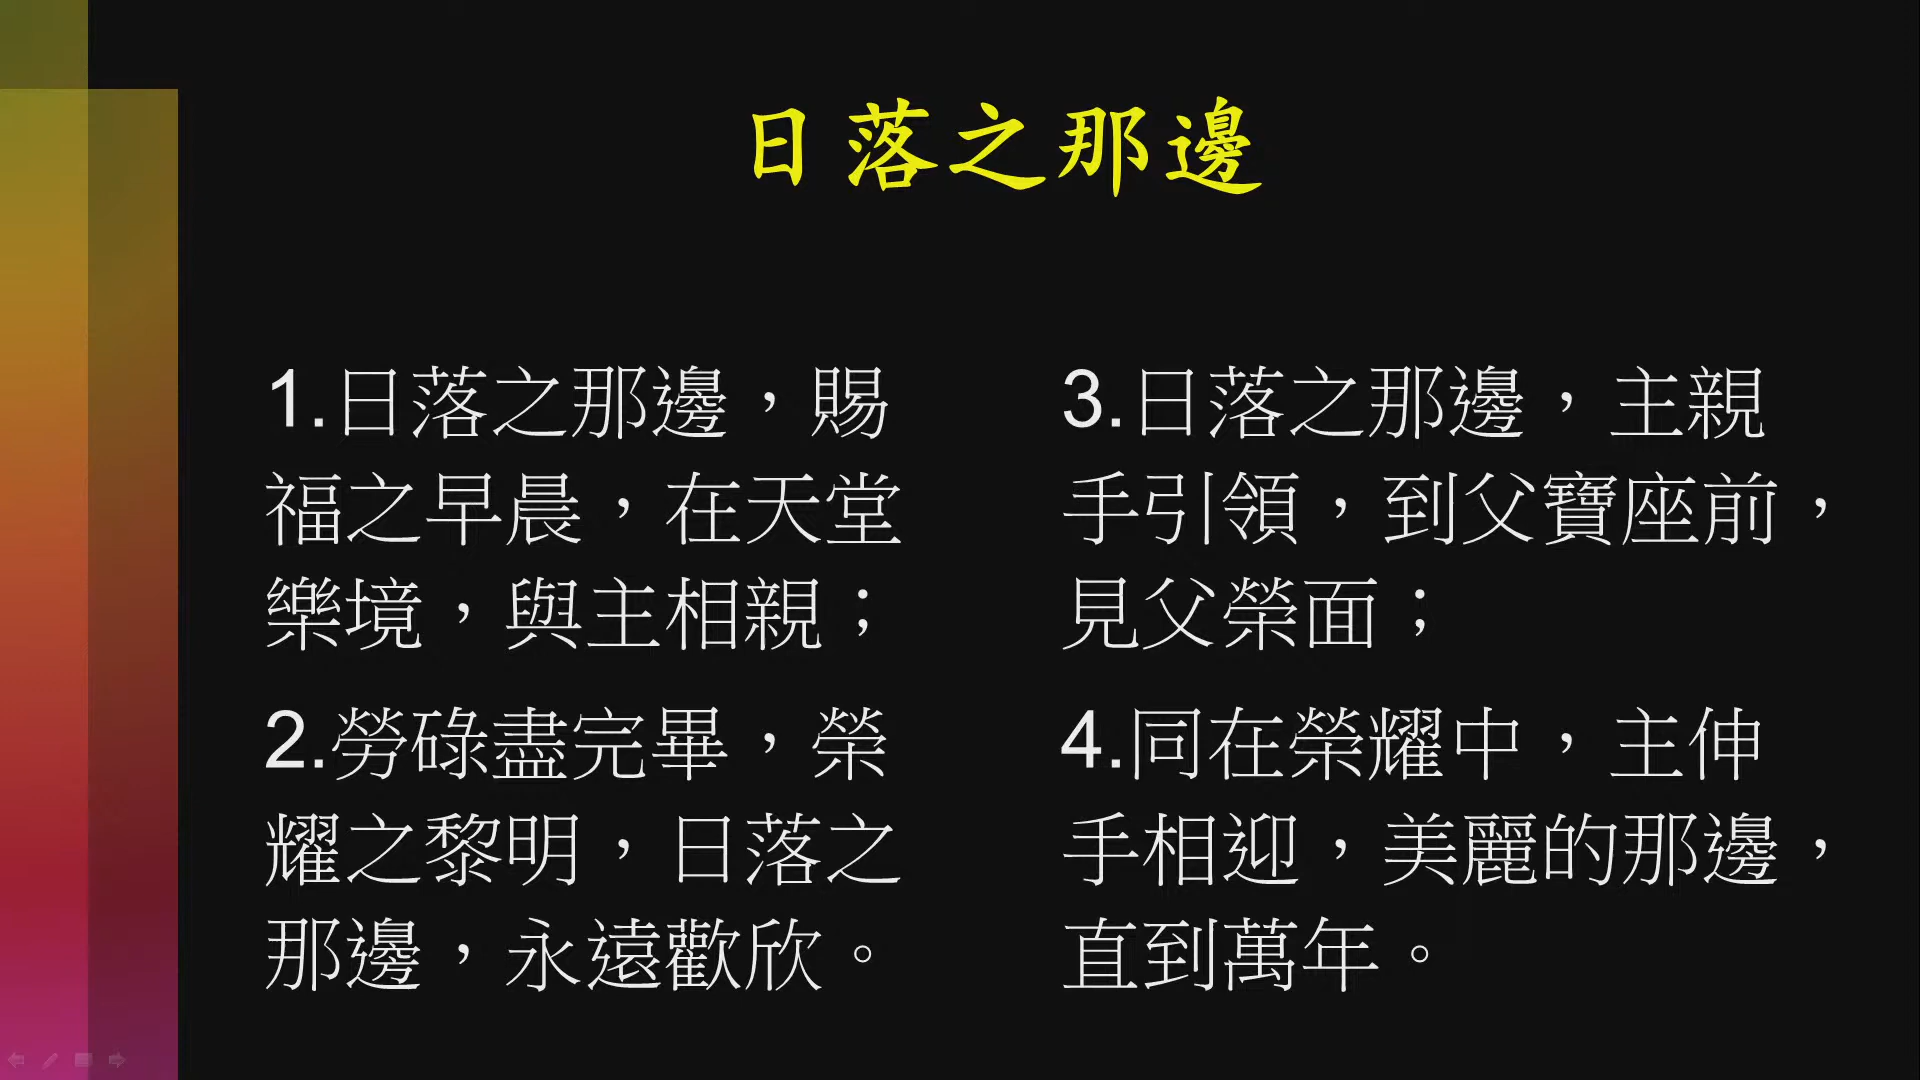 日落之那邊
1.日落之那邊，賜
福之早晨，在天堂
樂境，與主相親；
2.勞碌盡完畢，榮
耀之黎明，日落之
那邊，永遠歡欣。
3.日落之那邊，主親
手引領，到父寶座前，
見父榮面；
4.同在榮耀中，主伸
手相迎，美麗的那邊，
直到萬年。